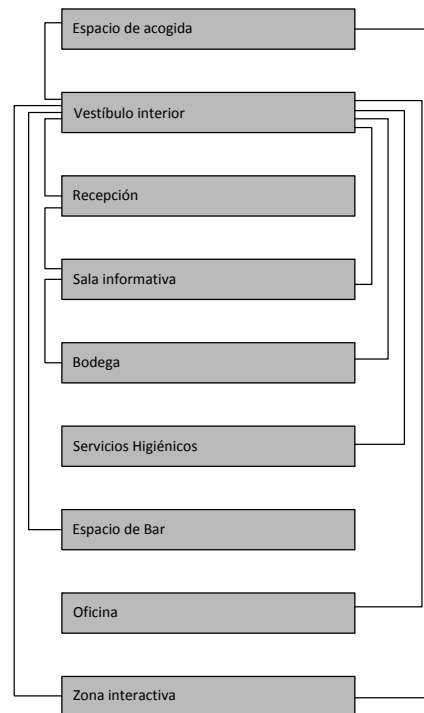 Espacio de acogida
Vestíbulo interior
Recepción
Sala informativa
Bodega
Servicios Higiénicos
Espacio de Bar
Oficina
Zona interactiva